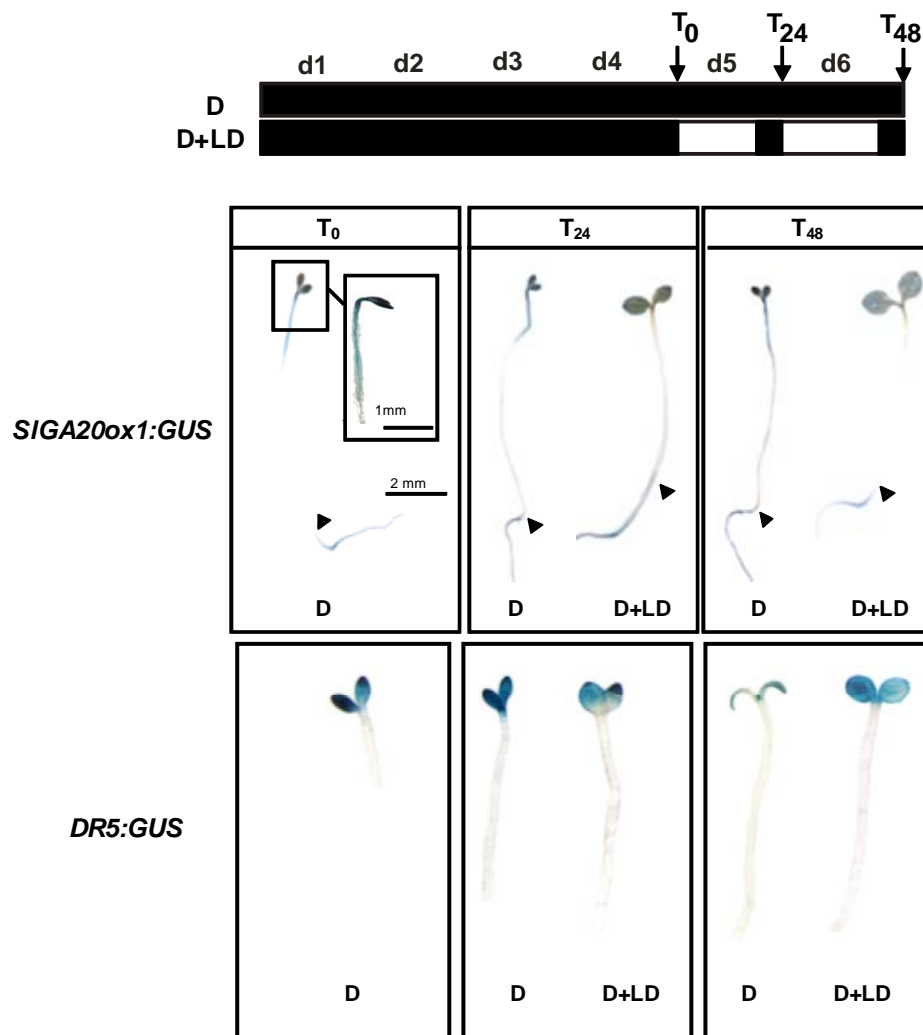 T0 T24 T48
d1 d2 d3 d4 d5 d6
D
D+LD
T0 T24 T48
SlGA20ox1:GUS
1mm
2 mm
D D D+LD D D+LD
DR5:GUS
D D D+LD D D+LD